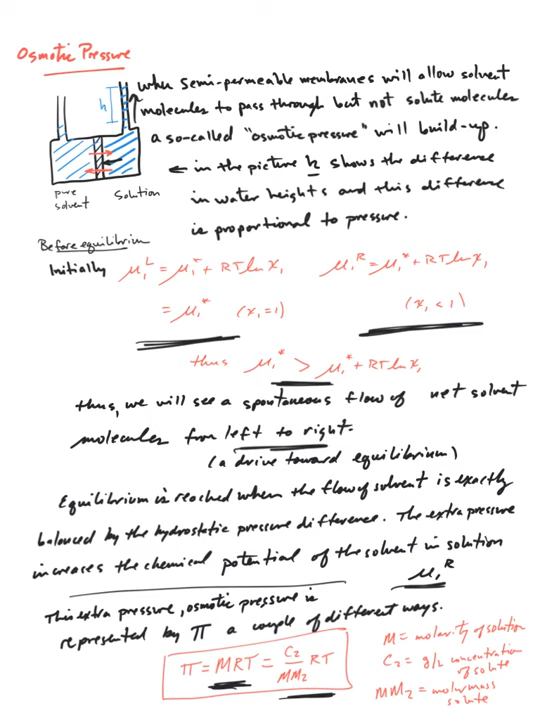 Osmotic Pressure
when semi-permeable membranes will allow solvent
molecules to pass through but not solute molecules
a so-called "osmotic pressure" will build-up.
h
← in the picture h shows the difference
in water heights and this difference
is proportional to pressure.
pure solvent
Solution
Before equilibrium
Initially μ₁ᴸ = μ₁* + RT ln x₁ μ₁ᴿ = μ₁* + RT ln x₁
= μ₁* (x₁=1) (x₁ < 1)
thus μ₁* > μ₁* + RT ln x₁
thus, we will see a spontaneous flow of net solvent
molecules from left to right.
(a drive toward equilibrium)
Equilibrium is reached when the flow of solvent is exactly
balanced by the hydrostatic pressure difference. The extra pressure
increases the chemical potential of the solvent in solution
μ₁ᴿ
This extra pressure, osmotic pressure is
represented by π a couple of different ways.
π = MRT = C₂/MM₂ RT
M = molarity of solution
C₂ = g/L concentration
of solute
MM₂ = molar mass
solute